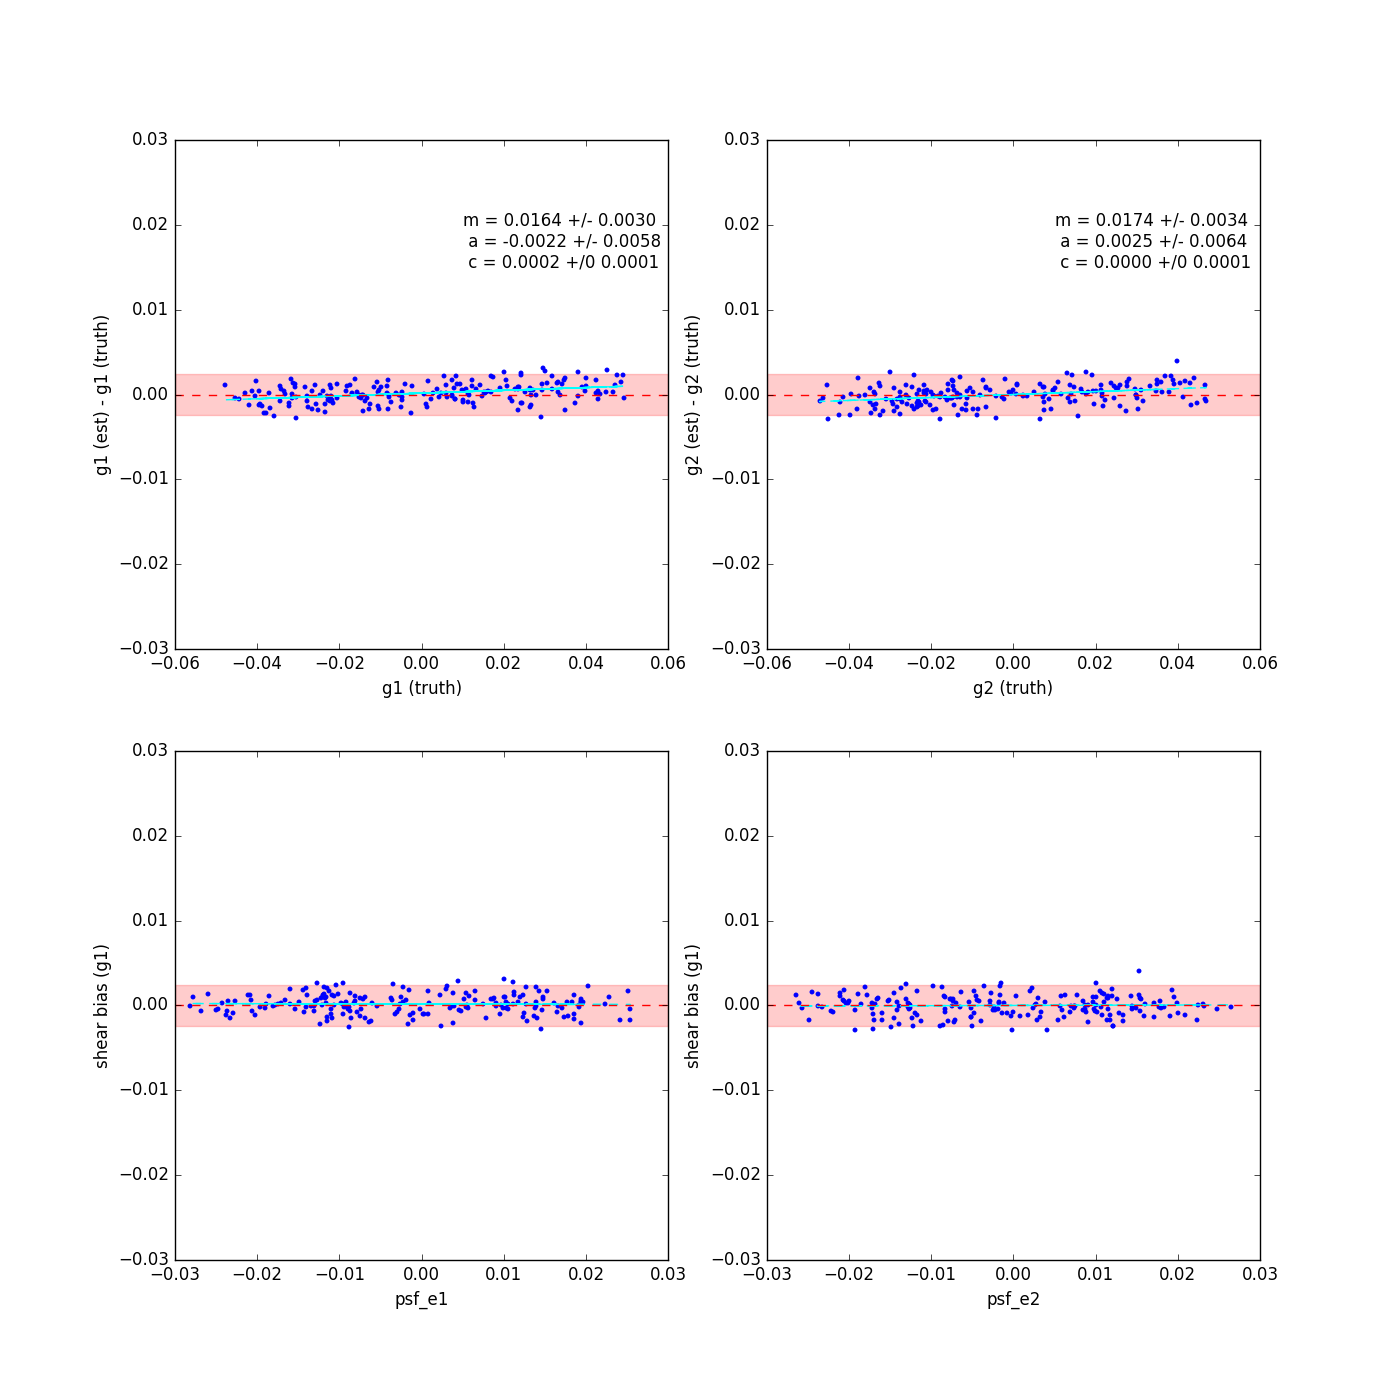 0.03
0.02
0.01
0.00
−0.01
−0.02
−0.03
g1 (est) - g1 (truth)
m = 0.0164 +/- 0.0030
a = -0.0022 +/- 0.0058
c = 0.0002 +/0 0.0001
−0.06 −0.04 −0.02 0.00 0.02 0.04 0.06
g1 (truth)
0.03
0.02
0.01
0.00
−0.01
−0.02
−0.03
g2 (est) - g2 (truth)
m = 0.0174 +/- 0.0034
a = 0.0025 +/- 0.0064
c = 0.0000 +/0 0.0001
−0.06 −0.04 −0.02 0.00 0.02 0.04 0.06
g2 (truth)
0.03
0.02
0.01
0.00
−0.01
−0.02
−0.03
shear bias (g1)
−0.03 −0.02 −0.01 0.00 0.01 0.02 0.03
psf_e1
0.03
0.02
0.01
0.00
−0.01
−0.02
−0.03
shear bias (g1)
−0.03 −0.02 −0.01 0.00 0.01 0.02 0.03
psf_e2